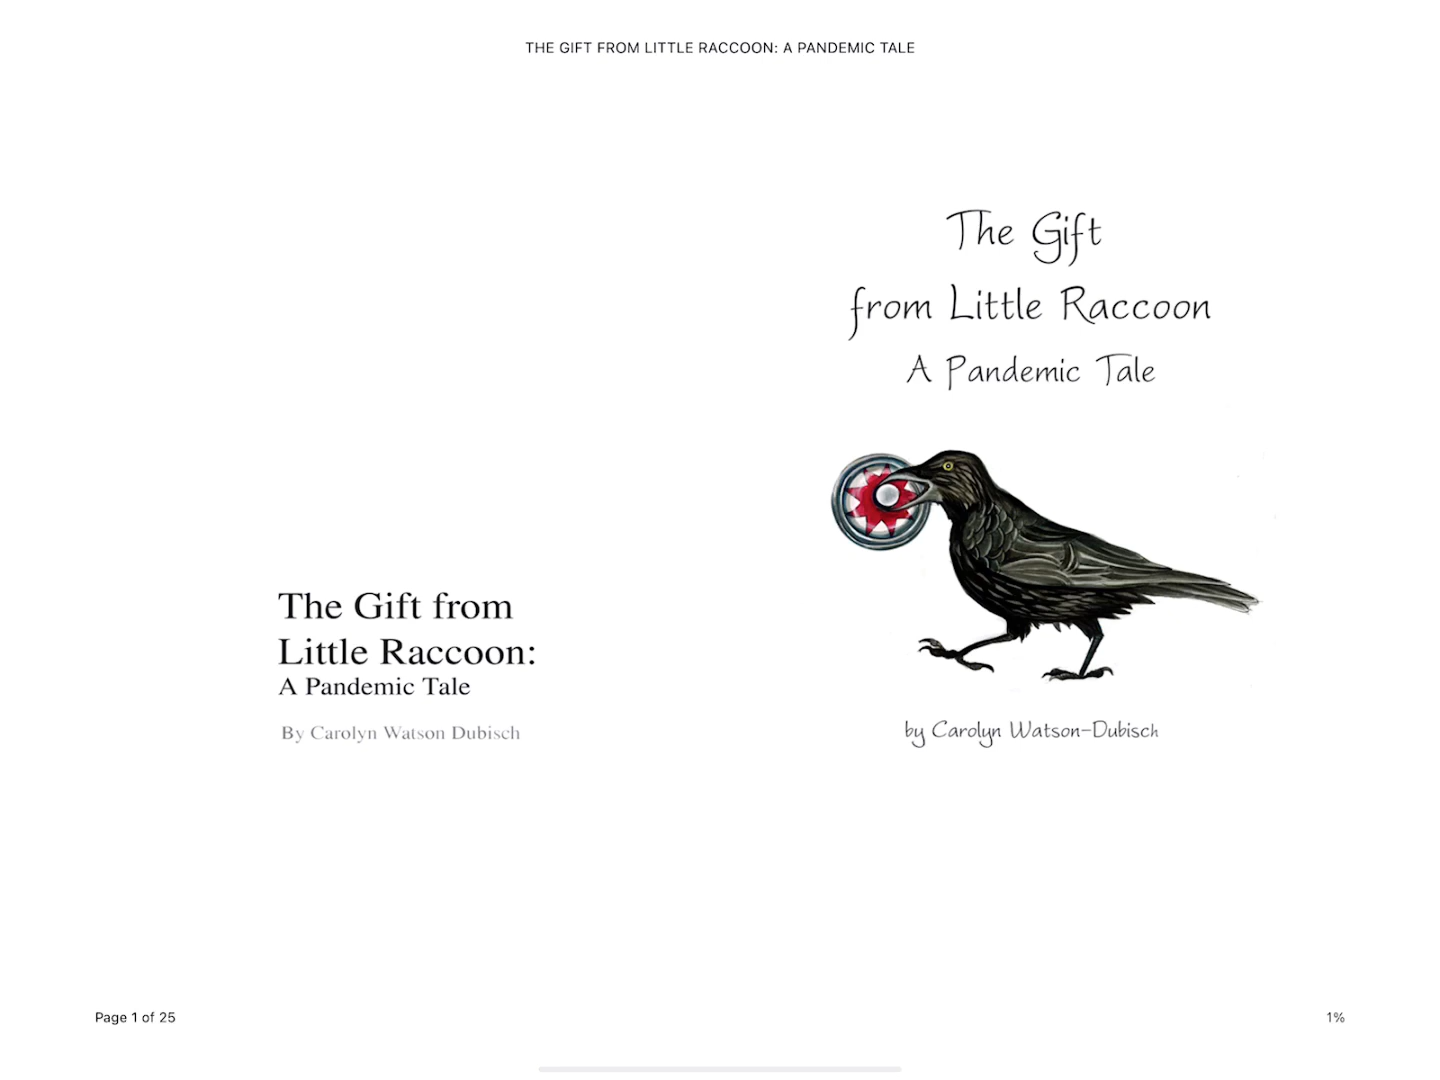 THE GIFT FROM LITTLE RACCOON: A PANDEMIC TALE
The Gift from
Little Raccoon:
A Pandemic Tale
By Carolyn Watson Dubisch
The Gift
from Little Raccoon
A Pandemic Tale
by Carolyn Watson-Dubisch
Page 1 of 25
1%